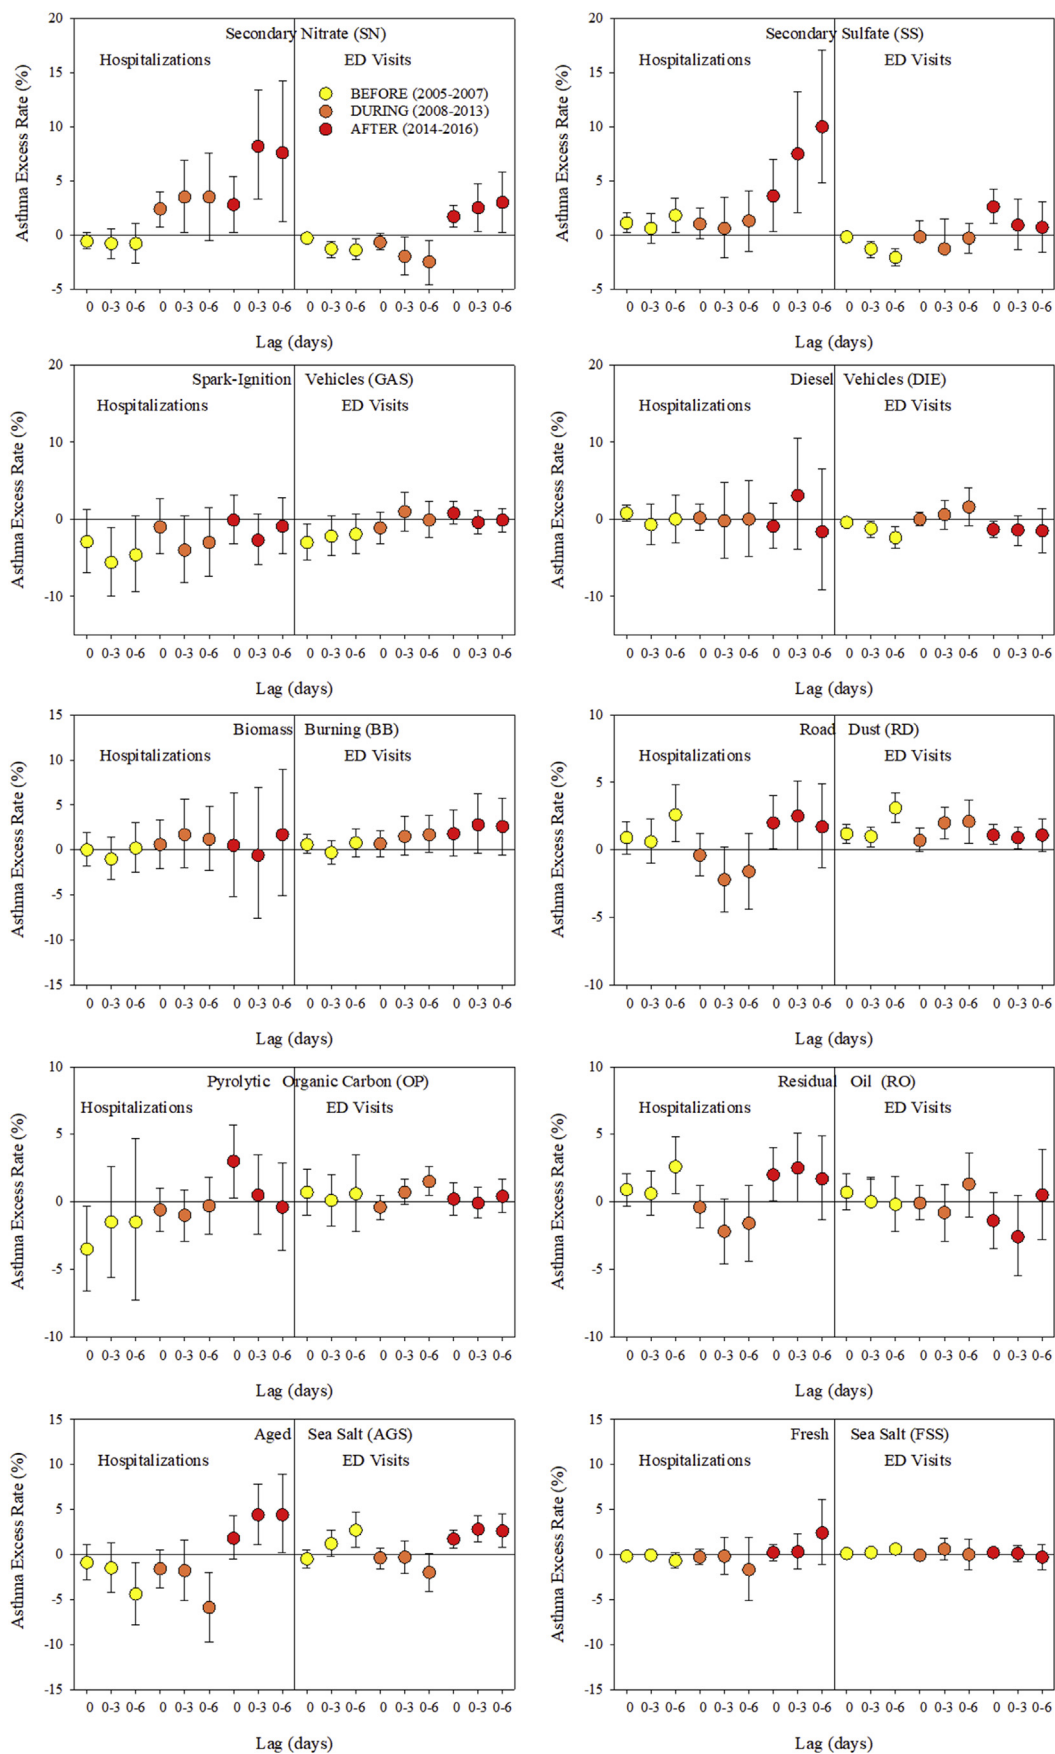 Secondary Nitrate (SN)
Hospitalizations ED Visits
BEFORE (2005-2007)
DURING (2008-2013)
AFTER (2014-2016)
Asthma Excess Rate (%)
20
15
10
5
0
-5
0 0-3 0-6 0 0-3 0-6 0 0-3 0-6 0 0-3 0-6 0 0-3 0-6 0 0-3 0-6
Lag (days)
Secondary Sulfate (SS)
Hospitalizations ED Visits
Asthma Excess Rate (%)
20
15
10
5
0
-5
0 0-3 0-6 0 0-3 0-6 0 0-3 0-6 0 0-3 0-6 0 0-3 0-6 0 0-3 0-6
Lag (days)
Spark-Ignition Vehicles (GAS)
Hospitalizations ED Visits
Asthma Excess Rate (%)
20
10
0
-10
0 0-3 0-6 0 0-3 0-6 0 0-3 0-6 0 0-3 0-6 0 0-3 0-6 0 0-3 0-6
Lag (days)
Diesel Vehicles (DIE)
Hospitalizations ED Visits
Asthma Excess Rate (%)
20
10
0
-10
0 0-3 0-6 0 0-3 0-6 0 0-3 0-6 0 0-3 0-6 0 0-3 0-6 0 0-3 0-6
Lag (days)
Biomass Burning (BB)
Hospitalizations ED Visits
Asthma Excess Rate (%)
15
10
5
0
-5
-10
-15
0 0-3 0-6 0 0-3 0-6 0 0-3 0-6 0 0-3 0-6 0 0-3 0-6 0 0-3 0-6
Lag (days)
Road Dust (RD)
Hospitalizations ED Visits
Asthma Excess Rate (%)
10
5
0
-5
-10
0 0-3 0-6 0 0-3 0-6 0 0-3 0-6 0 0-3 0-6 0 0-3 0-6 0 0-3 0-6
Lag (days)
Pyrolytic Organic Carbon (OP)
Hospitalizations ED Visits
Asthma Excess Rate (%)
10
5
0
-5
-10
0 0-3 0-6 0 0-3 0-6 0 0-3 0-6 0 0-3 0-6 0 0-3 0-6 0 0-3 0-6
Lag (days)
Residual Oil (RO)
Hospitalizations ED Visits
Asthma Excess Rate (%)
10
5
0
-5
-10
0 0-3 0-6 0 0-3 0-6 0 0-3 0-6 0 0-3 0-6 0 0-3 0-6 0 0-3 0-6
Lag (days)
Aged Sea Salt (AGS)
Hospitalizations ED Visits
Asthma Excess Rate (%)
15
10
5
0
-5
-10
-15
0 0-3 0-6 0 0-3 0-6 0 0-3 0-6 0 0-3 0-6 0 0-3 0-6 0 0-3 0-6
Lag (days)
Fresh Sea Salt (FSS)
Hospitalizations ED Visits
Asthma Excess Rate (%)
15
10
5
0
-5
-10
-15
0 0-3 0-6 0 0-3 0-6 0 0-3 0-6 0 0-3 0-6 0 0-3 0-6 0 0-3 0-6
Lag (days)